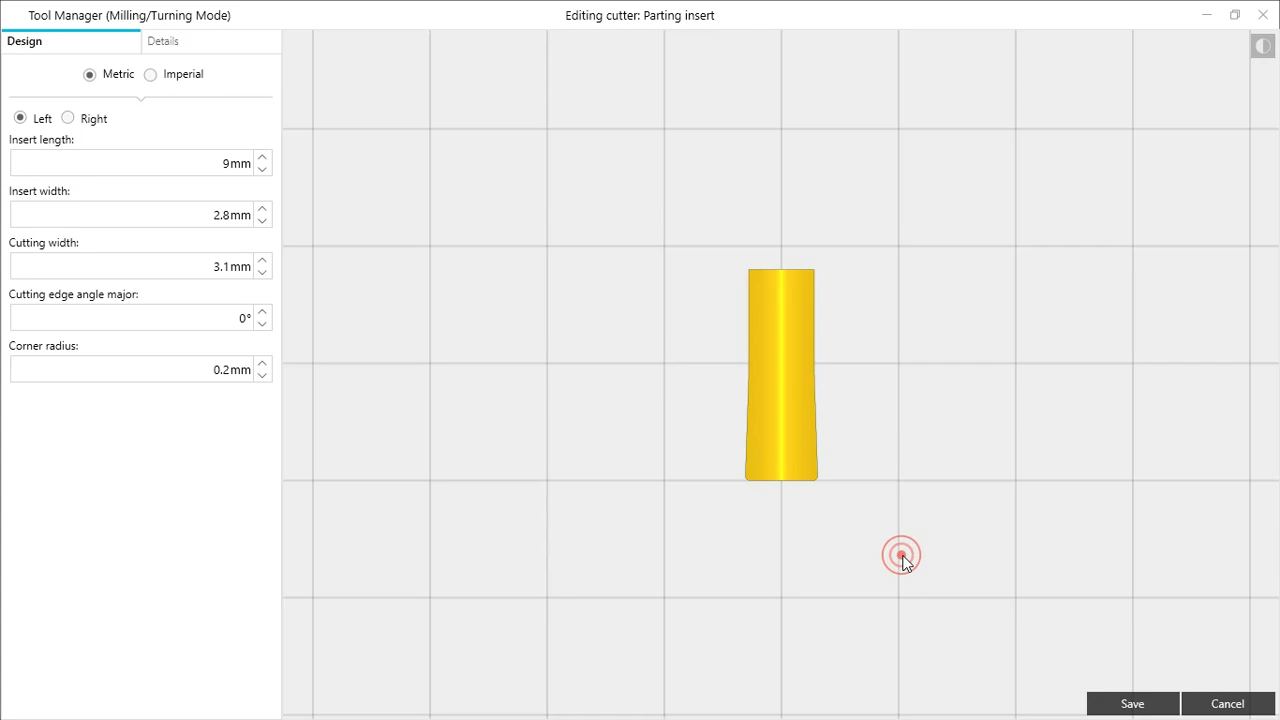 Tool Manager (Milling/Turning Mode)
Editing cutter: Parting insert
Design
Details
Metric
Imperial
Left
Right
Insert length:
9mm
Insert width:
2.8mm
Cutting width:
3.1mm
Cutting edge angle major:
0°
Corner radius:
0.2mm
Save
Cancel